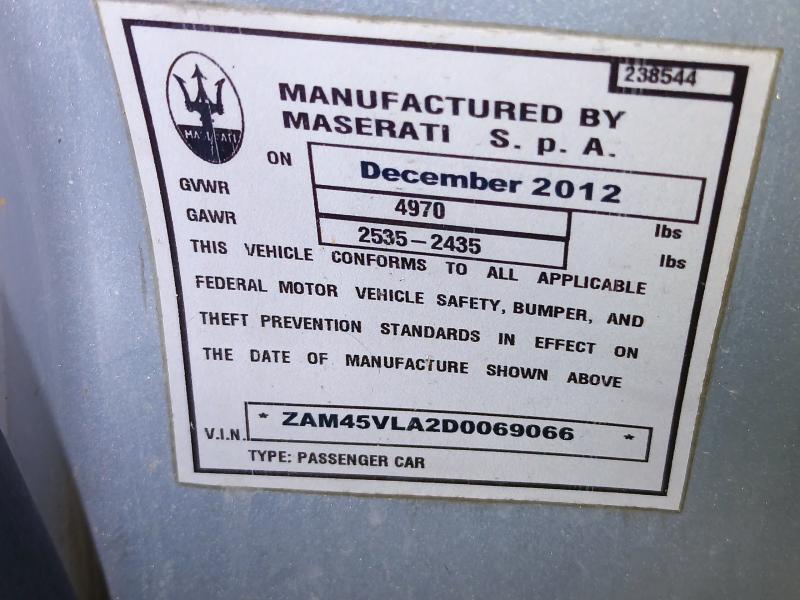 238544
MASERATI
MANUFACTURED BY
MASERATI S. p. A.
ON December 2012
GVWR 4970 lbs
GAWR 2535-2435 lbs
THIS VEHICLE CONFORMS TO ALL APPLICABLE
FEDERAL MOTOR VEHICLE SAFETY, BUMPER, AND
THEFT PREVENTION STANDARDS IN EFFECT ON
THE DATE OF MANUFACTURE SHOWN ABOVE
V.I.N. * ZAM45VLA2D0069066 *
TYPE: PASSENGER CAR